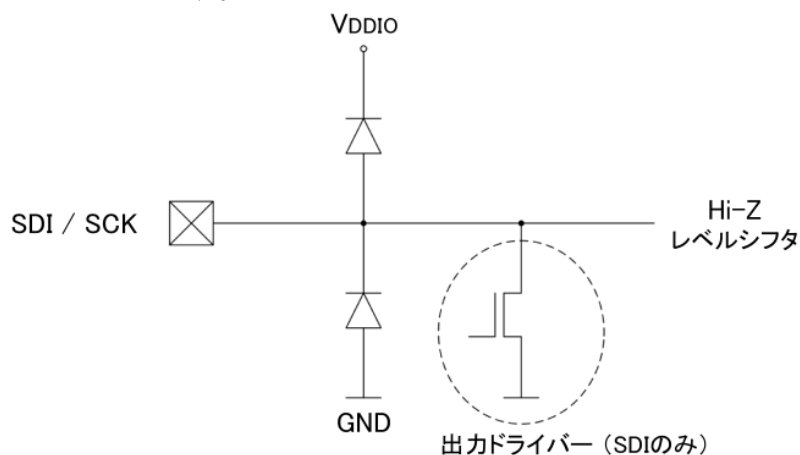 VDDIO
SDI / SCK
Hi-Z
レベルシフタ
GND
出力ドライバー（SDIのみ）